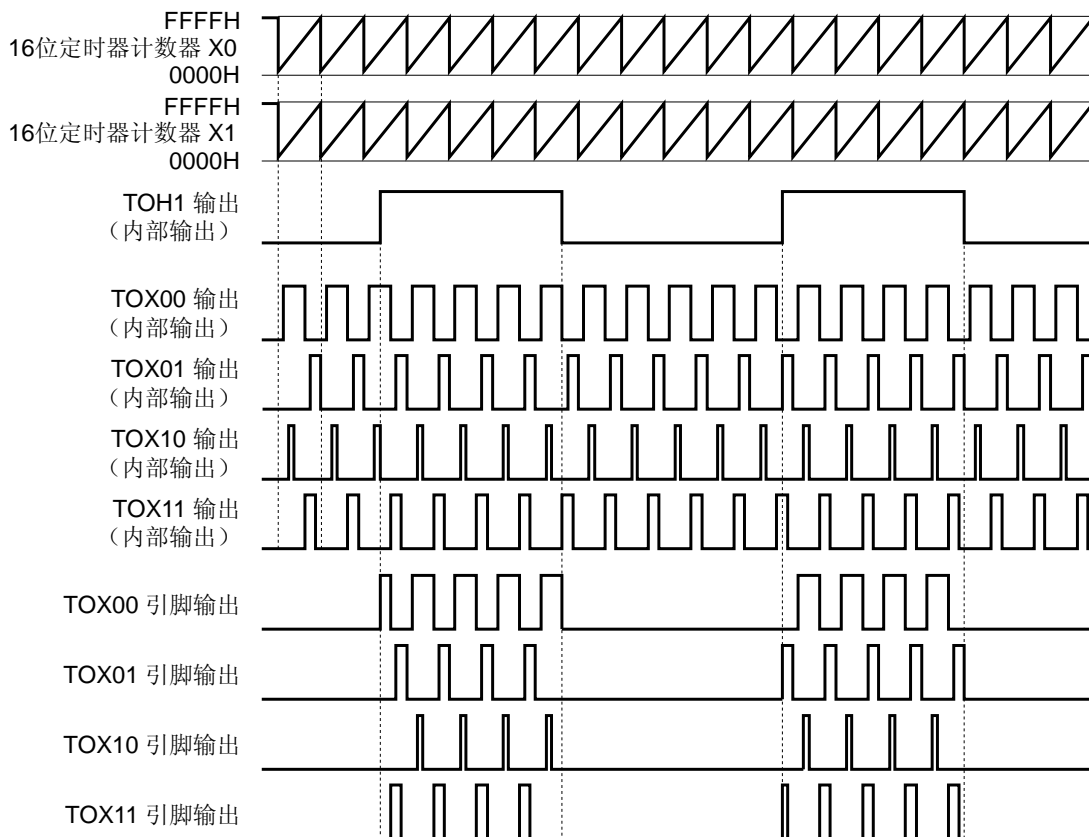 FFFFH
16位定时器计数器 X0
0000H
FFFFH
16位定时器计数器 X1
0000H
TOH1 输出
（内部输出）
TOX00 输出
（内部输出）
TOX01 输出
（内部输出）
TOX10 输出
（内部输出）
TOX11 输出
（内部输出）
TOX00 引脚输出
TOX01 引脚输出
TOX10 引脚输出
TOX11 引脚输出